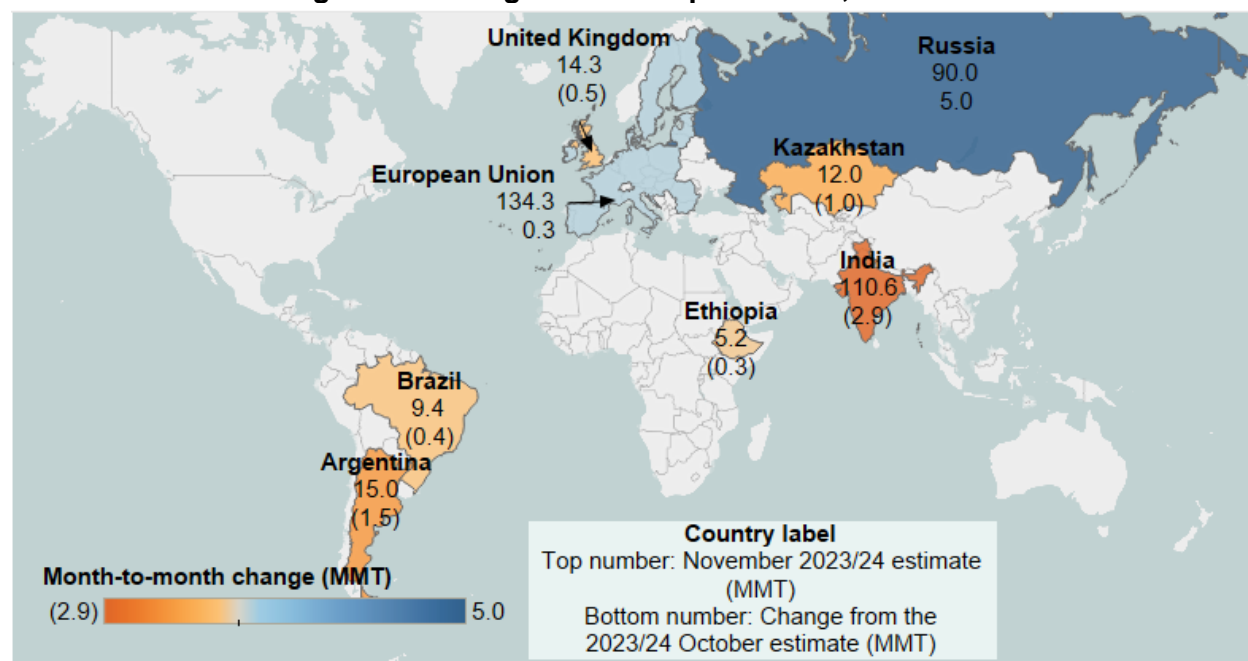 United Kingdom
14.3
(0.5)
Russia
90.0
5.0
Kazakhstan
12.0
(1.0)
European Union
134.3
0.3
India
110.6
(2.9)
Ethiopia
5.2
(0.3)
Brazil
9.4
(0.4)
Argentina
15.0
(1.5)
Month-to-month change (MMT)
(2.9)
5.0
Country label
Top number: November 2023/24 estimate
(MMT)
Bottom number: Change from the
2023/24 October estimate (MMT)